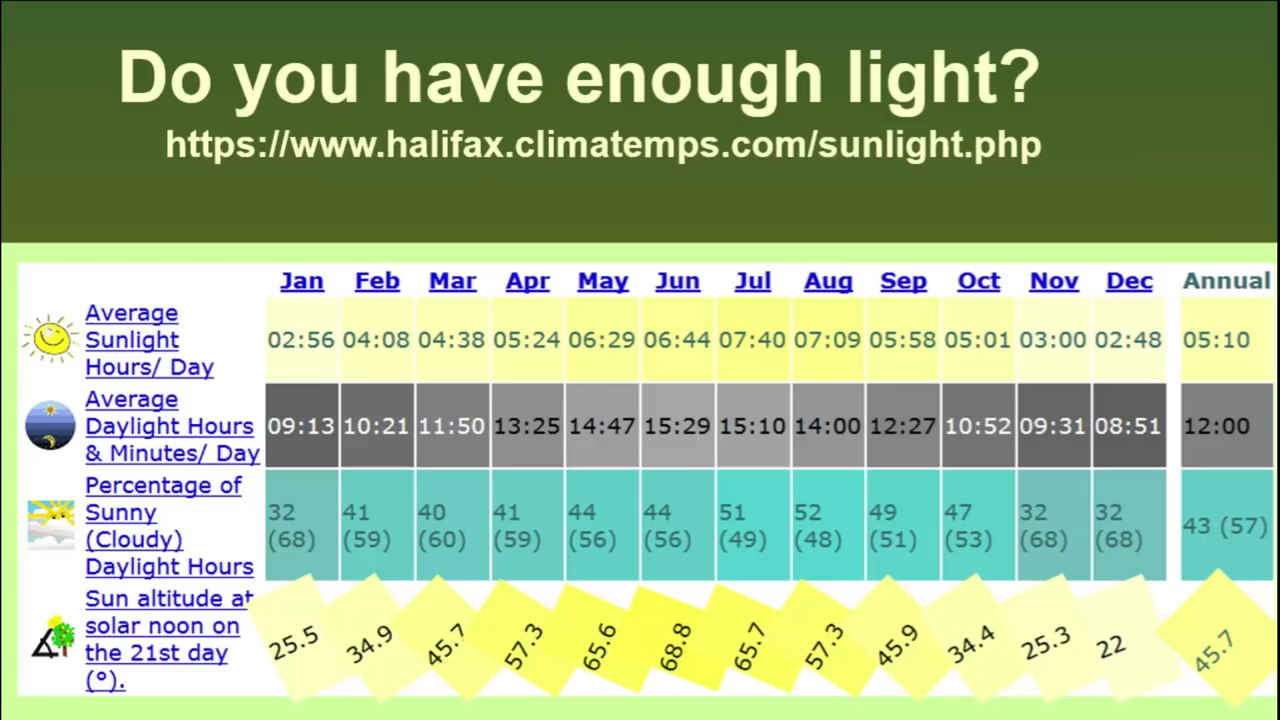 Do you have enough light?
https://www.halifax.climatemps.com/sunlight.php
Jan Feb Mar Apr May Jun Jul Aug Sep Oct Nov Dec Annual
Average
Sunlight
Hours/ Day
02:56 04:08 04:38 05:24 06:29 06:44 07:40 07:09 05:58 05:01 03:00 02:48 05:10
Average
Daylight Hours
& Minutes/ Day
09:13 10:21 11:50 13:25 14:47 15:29 15:10 14:00 12:27 10:52 09:31 08:51 12:00
Percentage of
Sunny
(Cloudy)
Daylight Hours
32 41 40 41 44 44 51 52 49 47 32 32 43 (57)
(68) (59) (60) (59) (56) (56) (49) (48) (51) (53) (68) (68)
Sun altitude at
solar noon on
the 21st day
(°).
25.5 34.9 45.7 57.3 65.6 68.8 65.7 57.3 45.9 34.4 25.3 22 45.7